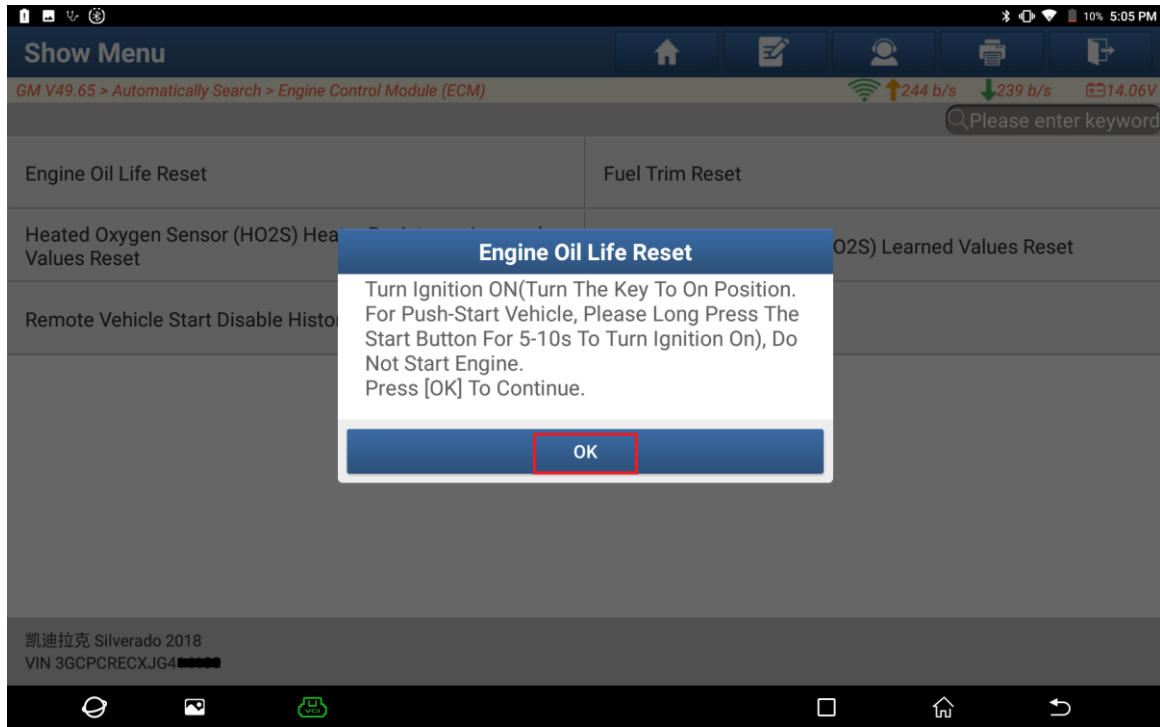 10% 5:05 PM
Show Menu
GM V49.65 > Automatically Search > Engine Control Module (ECM)
244 b/s 239 b/s 14.06V
Please enter keyword
Engine Oil Life Reset
Fuel Trim Reset
Heated Oxygen Sensor (HO2S) Hea
Values Reset
O2S) Learned Values Reset
Remote Vehicle Start Disable Histo
Engine Oil Life Reset
Turn Ignition ON(Turn The Key To On Position.
For Push-Start Vehicle, Please Long Press The
Start Button For 5-10s To Turn Ignition On), Do
Not Start Engine.
Press [OK] To Continue.
OK
凯迪拉克 Silverado 2018
VIN 3GCPCRECXJG4
VCI